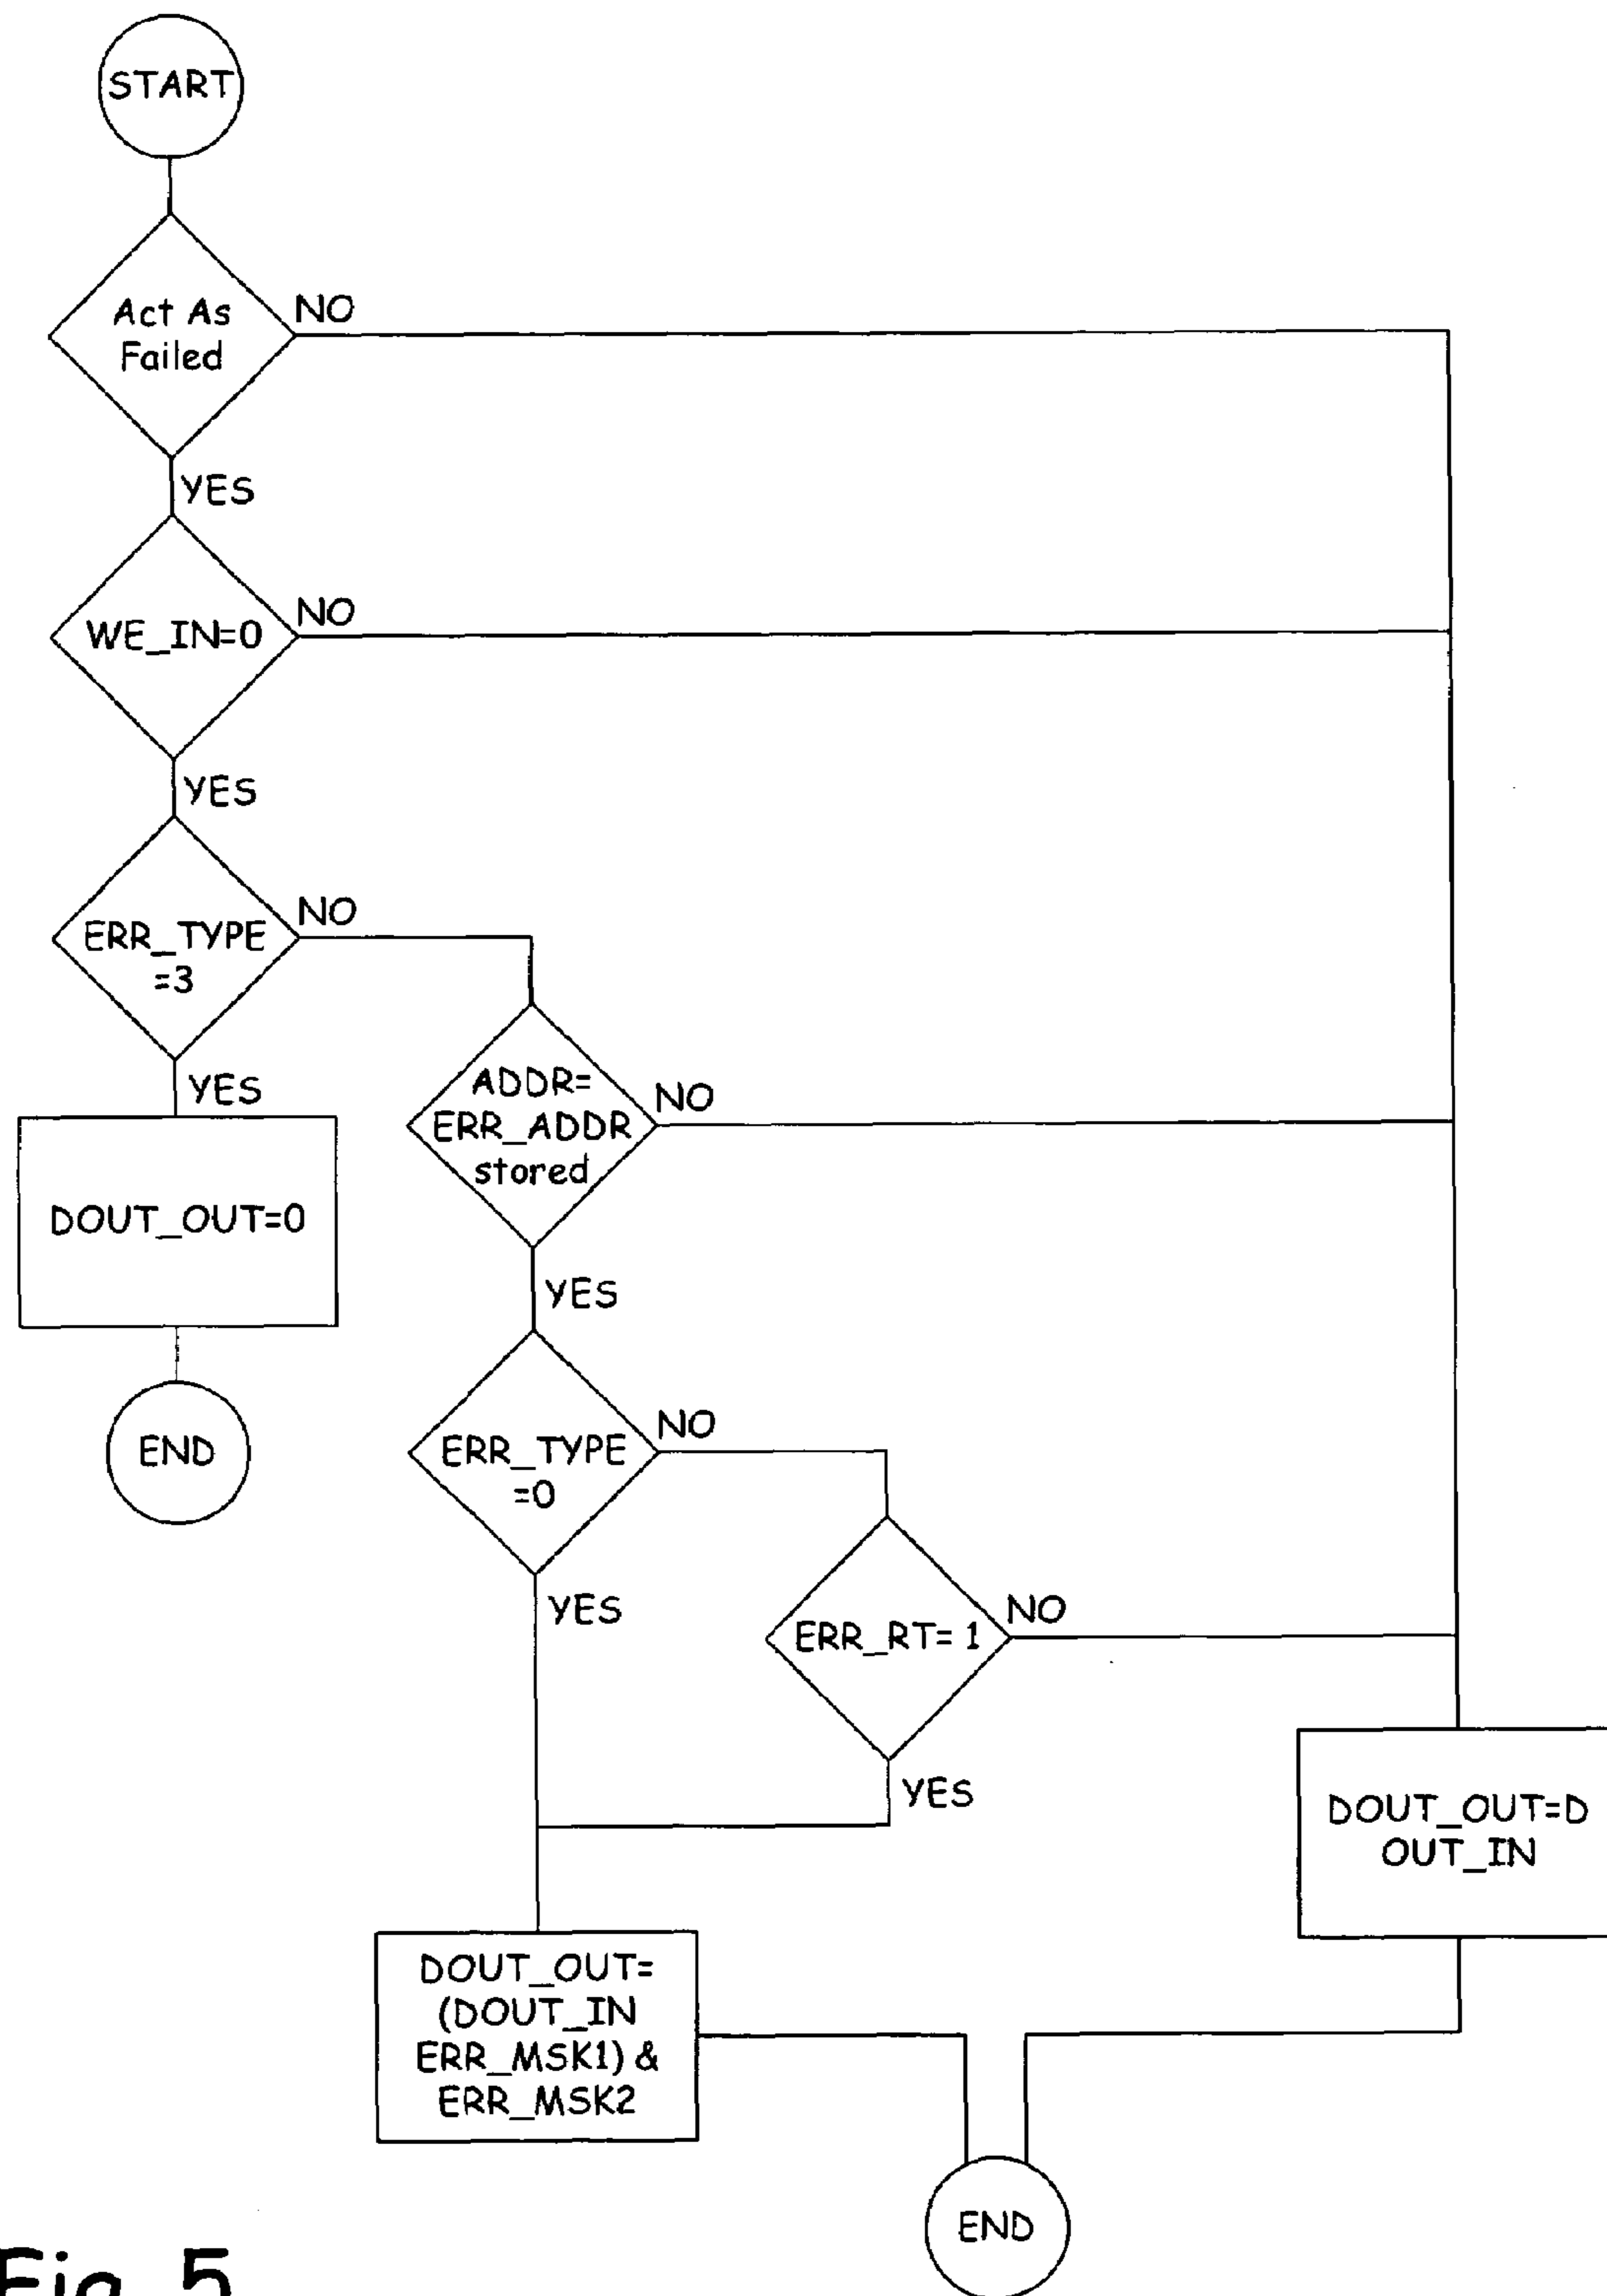 START
Act As
Failed
NO
YES
WE_IN=0
NO
YES
ERR_TYPE
=3
NO
YES
DOUT_OUT=0
END
ADDR=
ERR_ADDR
stored
NO
YES
ERR_TYPE
=0
NO
YES
ERR_RT= 1
NO
YES
DOUT_OUT=D
OUT_IN
DOUT_OUT=
(DOUT_IN
ERR_MSK1) &
ERR_MSK2
END
Fig. 5